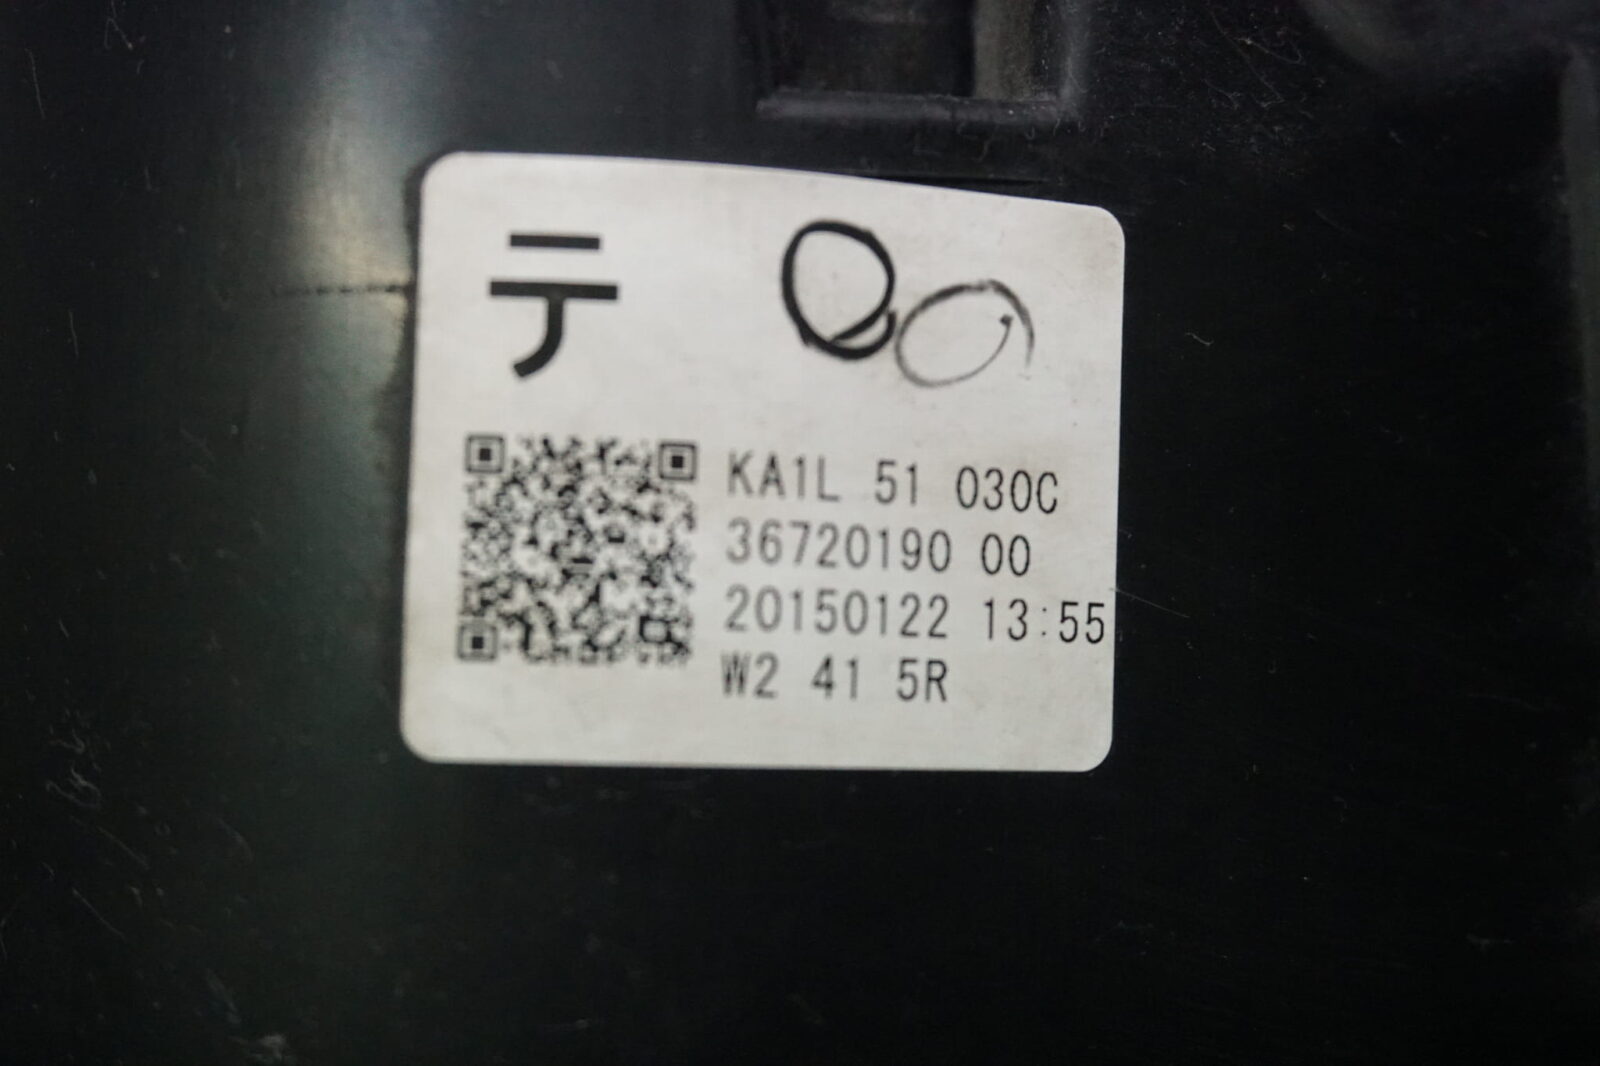 テ
KA1L 51 030C
36720190 00
20150122 13:55
W2 41 5R